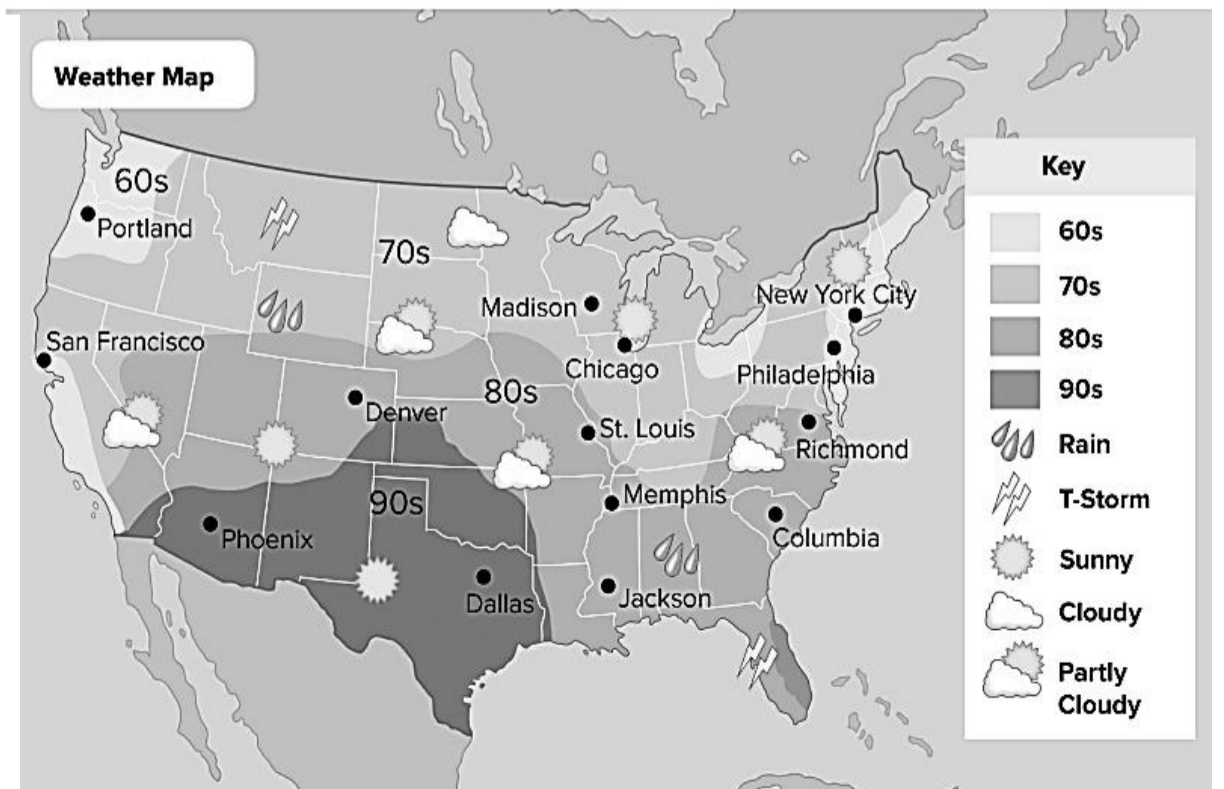 Weather Map
60s
Portland
70s
Madison
New York City
San Francisco
Chicago
Philadelphia
80s
Denver
St. Louis
Richmond
90s
Memphis
Phoenix
Columbia
Dallas
Jackson
Key
60s
70s
80s
90s
Rain
T-Storm
Sunny
Cloudy
Partly
Cloudy